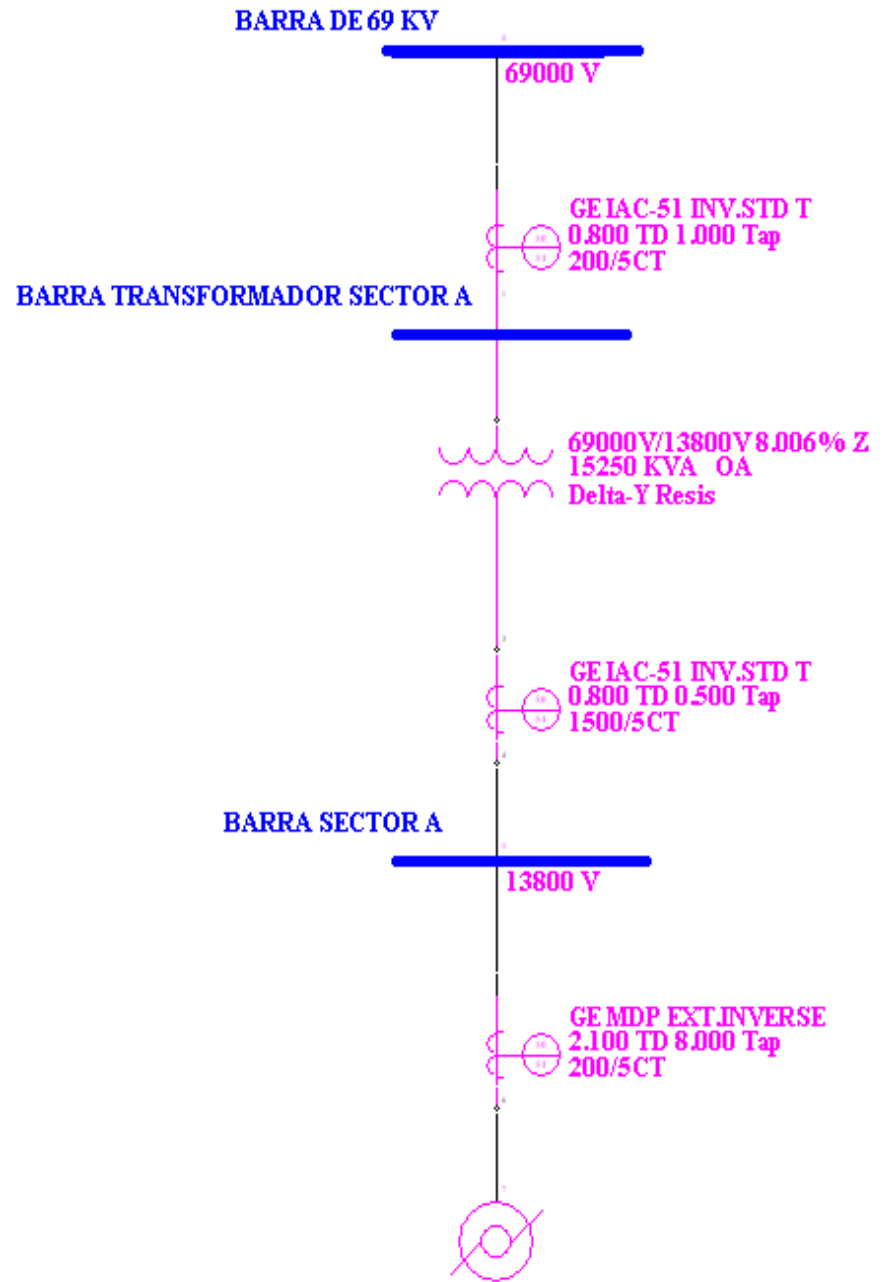 BARRA DE 69 KV
69000 V
GE IAC-51 INV.STD T
0.800 TD 1.000 Tap
200/5CT
BARRA TRANSFORMADOR SECTOR A
69000V/13800V 8.006% Z
15250 KVA OA
Delta-Y Resis
GE IAC-51 INV.STD T
0.800 TD 0.500 Tap
1500/5CT
BARRA SECTOR A
13800 V
GE MDP EXT.INVERSE
2.100 TD 8.000 Tap
200/5CT